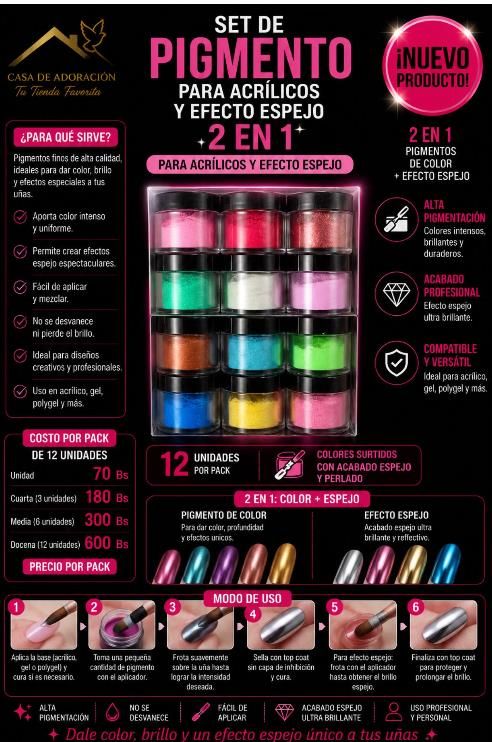 CASA DE ADORACIÓN
Tu Tienda Favorita
SET DE
PIGMENTO
PARA ACRÍLICOS
Y EFECTO ESPEJO
2 EN 1
PARA ACRÍLICOS Y EFECTO ESPEJO
¡NUEVO
PRODUCTO!
¿PARA QUÉ SIRVE?
Pigmentos finos de alta calidad,
ideales para dar color, brillo
y efectos especiales a tus
uñas.
Aporta color intenso
y uniforme.
Permite crear efectos
espejo espectaculares.
Fácil de aplicar
y mezclar.
No se desvanece
ni pierde el brillo.
Ideal para diseños
creativos y profesionales.
Uso en acrílico, gel,
polygel y más.
2 EN 1
PIGMENTOS
DE COLOR
+ EFECTO ESPEJO
ALTA
PIGMENTACIÓN
Colores intensos,
brillantes y
duraderos.
ACABADO
PROFESIONAL
Efecto espejo
ultra brillante.
COMPATIBLE
Y VERSÁTIL
Ideal para acrílico,
gel, polygel y más.
COSTO POR PACK
DE 12 UNIDADES
Unidad 70 Bs
Cuarta (3 unidades) 180 Bs
Media (6 unidades) 300 Bs
Docena (12 unidades) 600 Bs
PRECIO POR PACK
12 UNIDADES
POR PACK
COLORES SURTIDOS
CON ACABADO ESPEJO
Y PERLADO
2 EN 1: COLOR + ESPEJO
PIGMENTO DE COLOR
Para dar color, profundidad
y efectos unicos.
EFECTO ESPEJO
Acabado espejo ultra
brillante y reflectivo.
MODO DE USO
1
Aplica la base (acrílico,
gel o polygel) y
cura si es necesario.
2
Toma una pequeña
cantidad de pigmento
con el aplicador.
3
Frota suavemente
sobre la uña hasta
lograr la intensidad
deseada.
4
Sella con top coat
sin capa de inhibición
y cura.
5
Para efecto espejo:
frota con el aplicador
hasta obtener el brillo
espejo.
6
Finaliza con top coat
para proteger y
prolongar el brillo.
ALTA
PIGMENTACIÓN
NO SE
DESVANECE
FÁCIL DE
APLICAR
ACABADO ESPEJO
ULTRA BRILLANTE
USO PROFESIONAL
Y PERSONAL
Dale color, brillo y un efecto espejo único a tus uñas